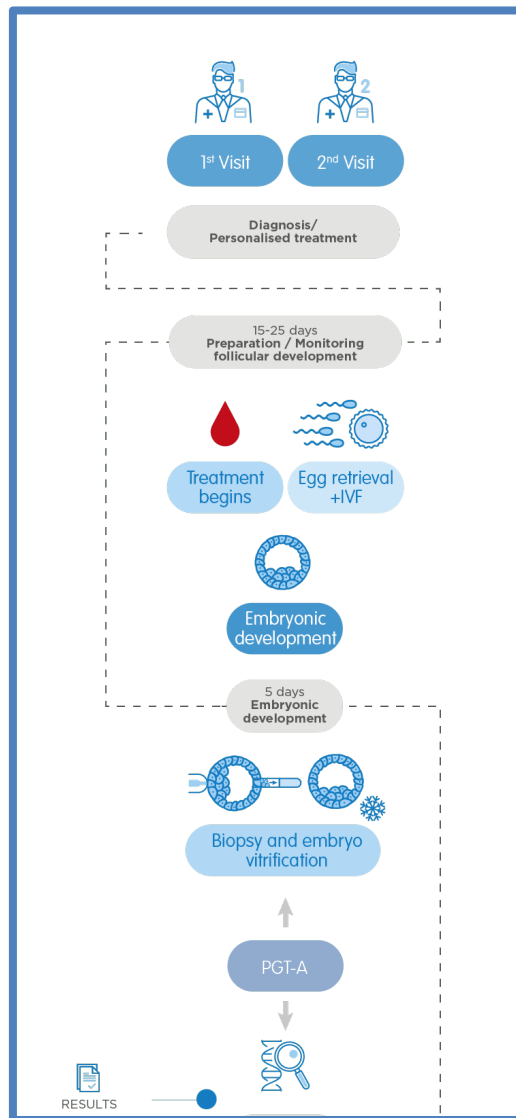 1 2
1st Visit 2nd Visit
Diagnosis/
Personalised treatment
15-25 days
Preparation / Monitoring
follicular development
Treatment
begins
Egg retrieval
+IVF
Embryonic
development
5 days
Embryonic
development
Biopsy and embryo
vitrification
PGT-A
RESULTS